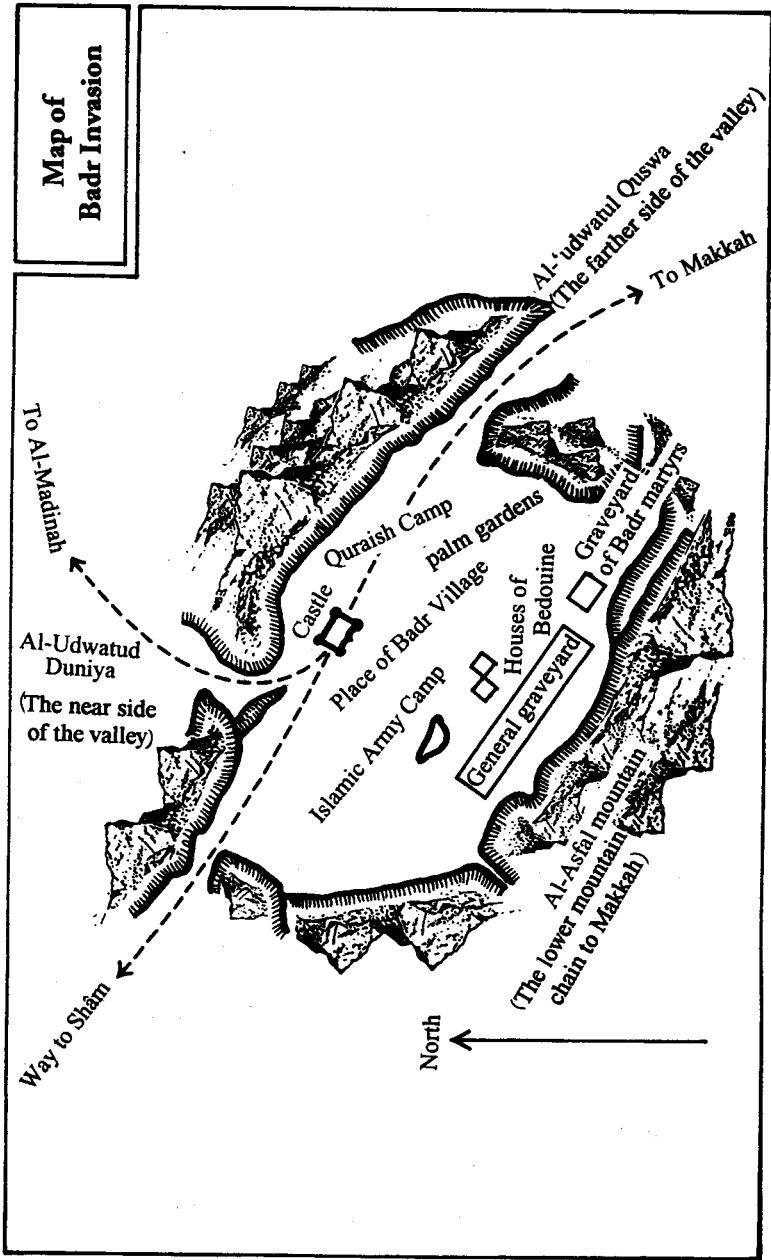 Map of
Badr Invasion
Al-‘udwatul Quswa
(The farther side of the valley)
To Makkah
To Al-Madinah
Al-Udwatud
Duniya
(The near side
of the valley)
Castle
Quraish Camp
palm gardens
Place of Badr Village
Islamic Army Camp
Houses of
Bedouine
Graveyard
of Badr martyrs
General graveyard
Al-Asfal mountain
(The lower mountain
chain to Makkah)
Way to Shâm
North